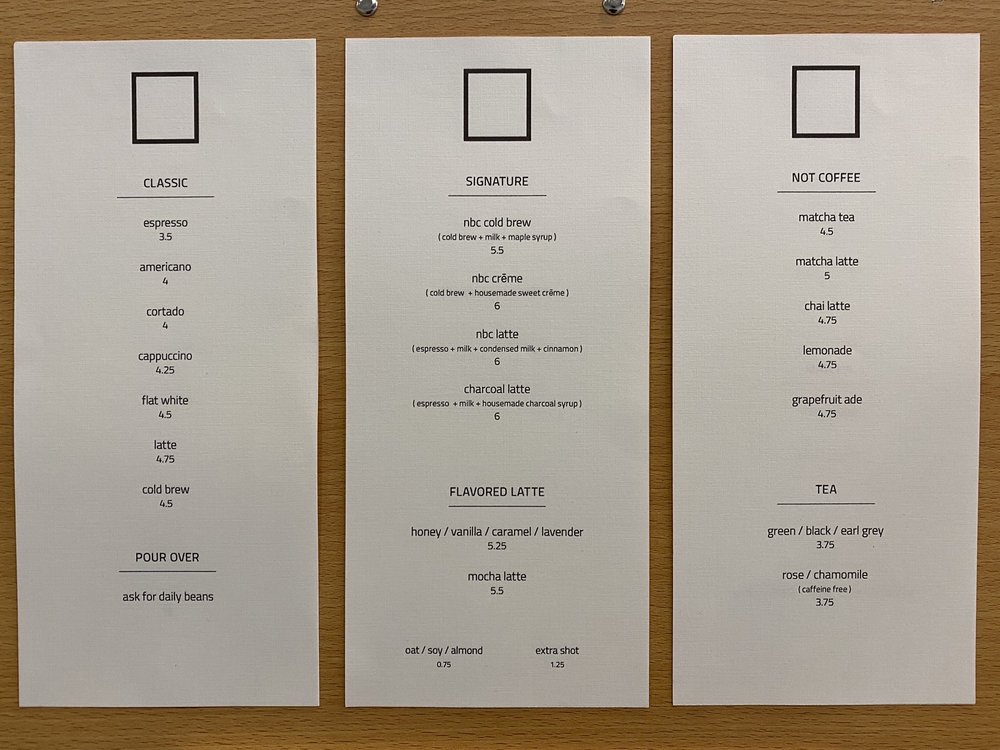 CLASSIC
espresso
3.5
americano
4
cortado
4
cappuccino
4.25
flat white
4.5
latte
4.75
cold brew
4.5
POUR OVER
ask for daily beans
SIGNATURE
nbc cold brew
( cold brew + milk + maple syrup )
5.5
nbc crême
( cold brew + housemade sweet crême )
6
nbc latte
( espresso + milk + condensed milk + cinnamon )
6
charcoal latte
( espresso + milk + housemade charcoal syrup )
6
FLAVORED LATTE
honey / vanilla / caramel / lavender
5.25
mocha latte
5.5
oat / soy / almond
0.75
extra shot
1.25
NOT COFFEE
matcha tea
4.5
matcha latte
5
chai latte
4.75
lemonade
4.75
grapefruit ade
4.75
TEA
green / black / earl grey
3.75
rose / chamomile
( caffeine free )
3.75